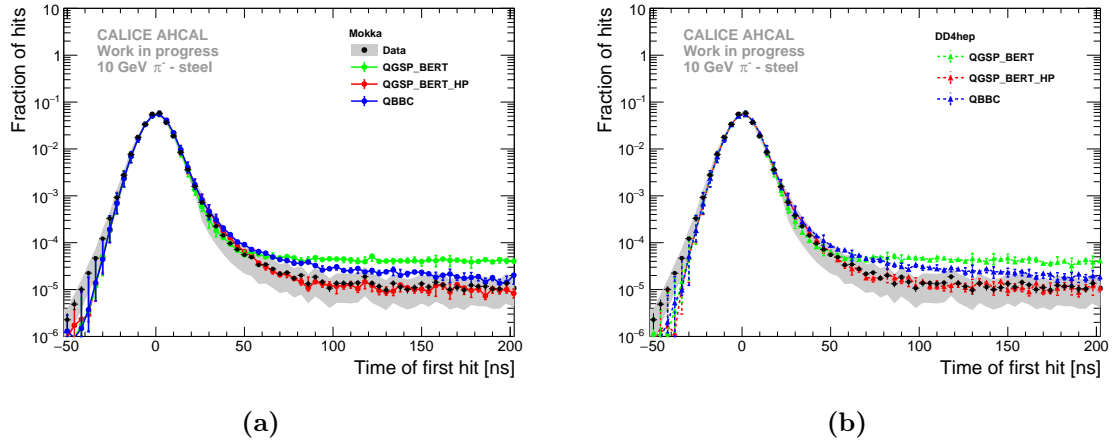 Fraction of hits
10
1
10⁻¹
10⁻²
10⁻³
10⁻⁴
10⁻⁵
10⁻⁶
CALICE AHCAL
Work in progress
10 GeV π⁻ - steel
Mokka
Data
QGSP_BERT
QGSP_BERT_HP
QBBC
−50 0 50 100 150 200
Time of first hit [ns]
(a)
Fraction of hits
10
1
10⁻¹
10⁻²
10⁻³
10⁻⁴
10⁻⁵
10⁻⁶
CALICE AHCAL
Work in progress
10 GeV π⁻ - steel
DD4hep
QGSP_BERT
QGSP_BERT_HP
QBBC
−50 0 50 100 150 200
Time of first hit [ns]
(b)